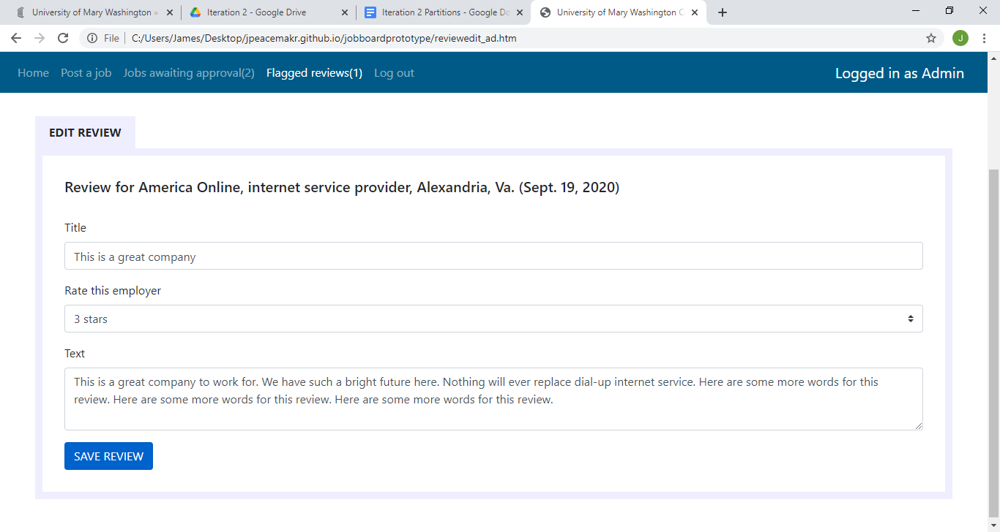 University of Mary Washington »
Iteration 2 - Google Drive
Iteration 2 Partitions - Google Do
University of Mary Washington C
File
C:/Users/James/Desktop/jpeacemakr.github.io/jobboardprototype/reviewedit_ad.htm
J
Home Post a job Jobs awaiting approval(2) Flagged reviews(1) Log out Logged in as Admin
EDIT REVIEW
Review for America Online, internet service provider, Alexandria, Va. (Sept. 19, 2020)
Title
This is a great company
Rate this employer
3 stars
Text
This is a great company to work for. We have such a bright future here. Nothing will ever replace dial-up internet service. Here are some more words for this
review. Here are some more words for this review. Here are some more words for this review.
SAVE REVIEW